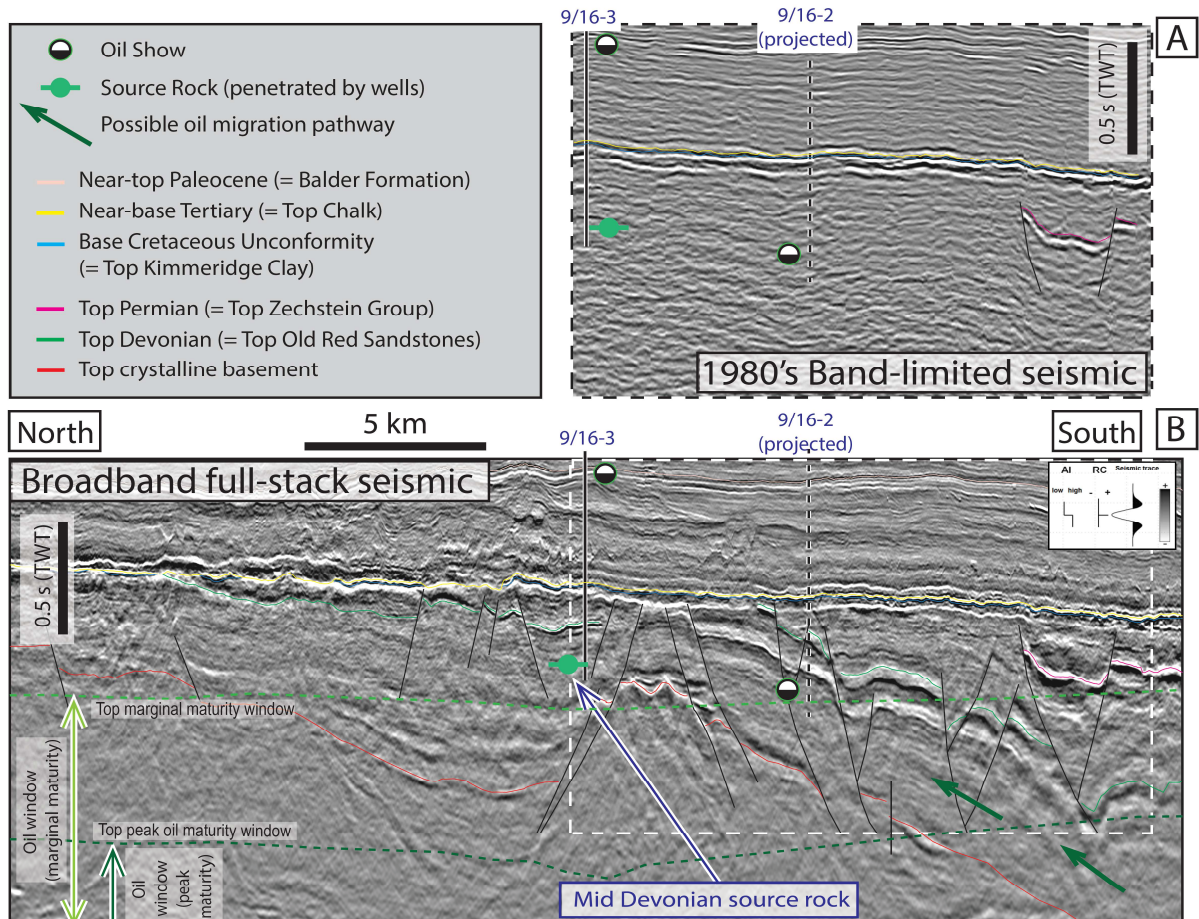 Oil Show
Source Rock (penetrated by wells)
Possible oil migration pathway
Near-top Paleocene (= Balder Formation)
Near-base Tertiary (= Top Chalk)
Base Cretaceous Unconformity
(= Top Kimmeridge Clay)
Top Permian (= Top Zechstein Group)
Top Devonian (= Top Old Red Sandstones)
Top crystalline basement
9/16-3
9/16-2
(projected)
A
0.5 s (TWT)
1980's Band-limited seismic
North
5 km
9/16-3
9/16-2
(projected)
South
B
Broadband full-stack seismic
AI RC Seismic trace
low high - +
+
-
0.5 s (TWT)
Top marginal maturity window
Oil window
(marginal maturity)
Top peak oil maturity window
Oil
wincow
(peak
maturity)
Mid Devonian source rock